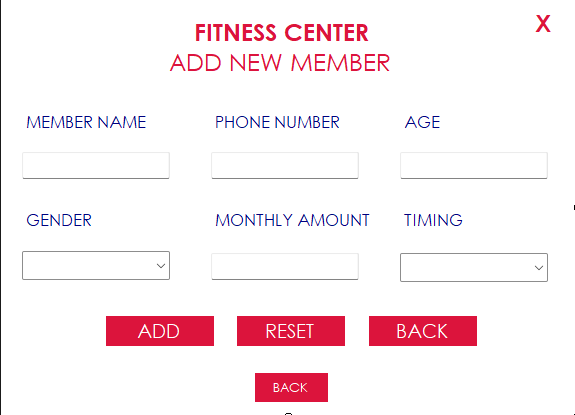 FITNESS CENTER
X
ADD NEW MEMBER
MEMBER NAME
PHONE NUMBER
AGE
GENDER
MONTHLY AMOUNT
TIMING
ADD
RESET
BACK
BACK